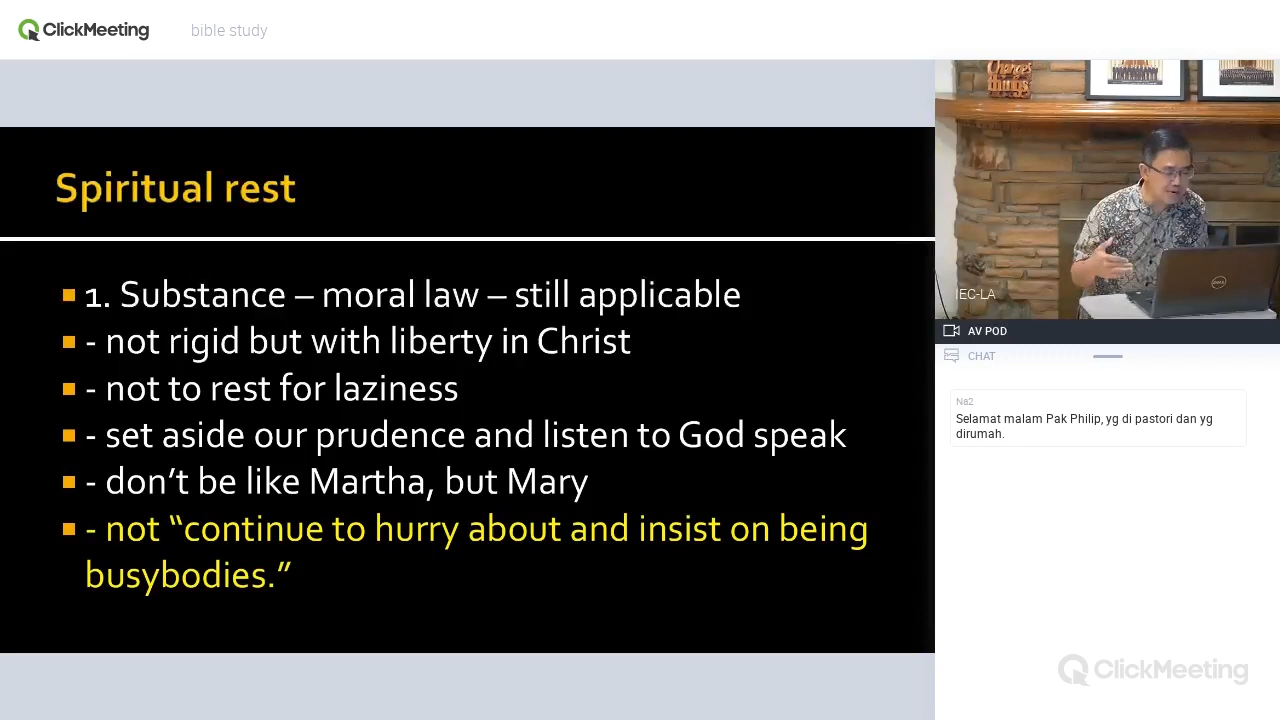 ClickMeeting
bible study
Spiritual rest
1. Substance – moral law – still applicable
- not rigid but with liberty in Christ
- not to rest for laziness
- set aside our prudence and listen to God speak
- don’t be like Martha, but Mary
- not “continue to hurry about and insist on being
busybodies.”
Changes
things
IEC-LA
AV POD
CHAT
Na2
Selamat malam Pak Philip, yg di pastori dan yg
dirumah.
ClickMeeting